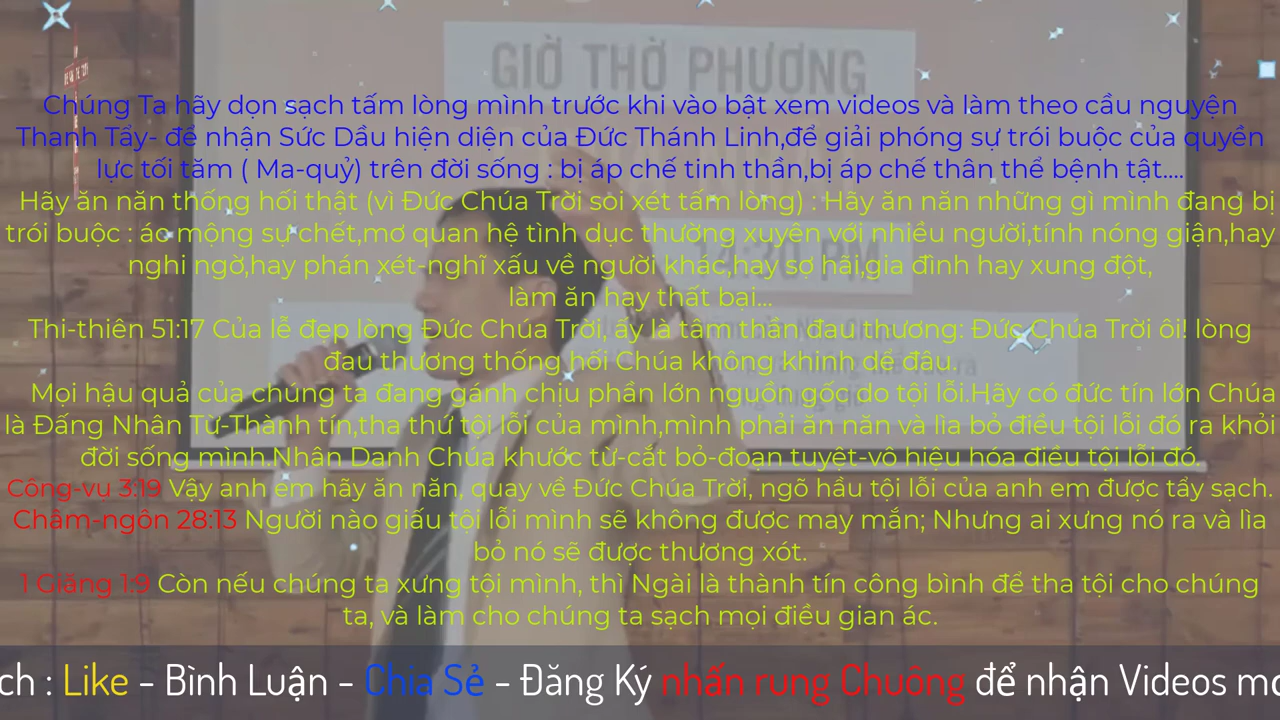 GIỜ THỜ PHƯƠNG
Chúng Ta hãy dọn sạch tấm lòng mình trước khi vào bật xem videos và làm theo cầu nguyện
Thanh Tẩy- để nhận Sức Dầu hiện diện của Đức Thánh Linh,để giải phóng sự trói buộc của quyền
lực tối tăm ( Ma-quỷ) trên đời sống : bị áp chế tinh thần,bị áp chế thân thể bệnh tật....
Hãy ăn năn thống hối thật (vì Đức Chúa Trời soi xét tấm lòng) : Hãy ăn năn những gì mình đang bị
trói buộc : áo mộng sự chết,mơ quan hệ tình dục thường xuyên với nhiều người,tính nóng giận,hay
nghi ngờ,hay phán xét-nghĩ xấu về người khác,hay sợ hãi,gia đình hay xung đột,
làm ăn hay thất bại...
Thi-thiên 51:17 Của lễ đẹp lòng Đức Chúa Trời, ấy là tâm thần đau thương: Đức Chúa Trời ôi! lòng
đau thương thống hối Chúa không khinh dể đâu.
Mọi hậu quả của chúng ta đang gánh chịu phần lớn nguồn gốc do tội lỗi.Hãy có đức tín lớn Chúa
là Đấng Nhân Từ-Thành tín,tha thứ tội lỗi của mình,mình phải ăn năn và lìa bỏ điều tội lỗi đó ra khỏi
đời sống mình.Nhân Danh Chúa khước từ-cắt bỏ-đoạn tuyệt-vô hiệu hóa điều tội lỗi đó.
Công-vu 3:19 Vậy anh em hãy ăn năn, quay về Đức Chúa Trời, ngõ hầu tội lỗi của anh em được tẩy sạch.
Châm-ngôn 28:13 Người nào giấu tội lỗi mình sẽ không được may mắn; Nhưng ai xưng nó ra và lìa
bỏ nó sẽ được thương xót.
1 Giăng 1:9 Còn nếu chúng ta xưng tội mình, thì Ngài là thành tín công bình để tha tội cho chúng
ta, và làm cho chúng ta sạch mọi điều gian ác.
ch : Like - Bình Luận - Chia Sẻ - Đăng Ký nhấn rung Chuông để nhận Videos mớ